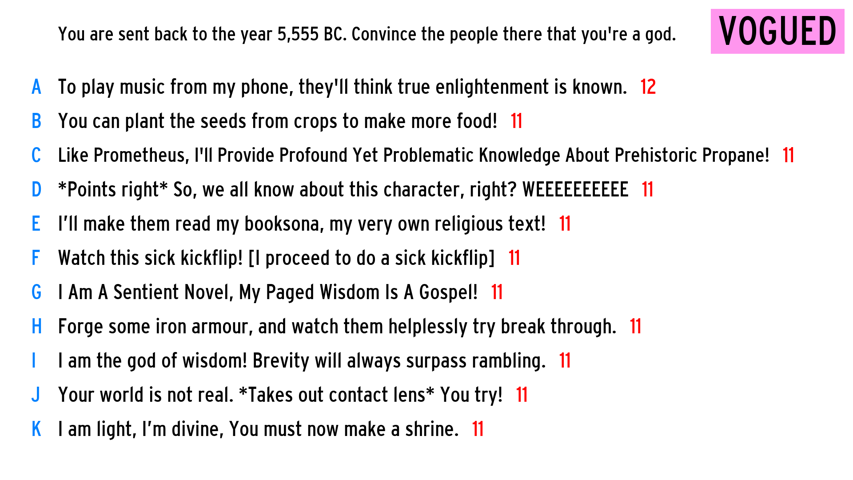 You are sent back to the year 5,555 BC. Convince the people there that you're a god.
VOGUED
A To play music from my phone, they'll think true enlightenment is known. 12
B You can plant the seeds from crops to make more food! 11
C Like Prometheus, I'll Provide Profound Yet Problematic Knowledge About Prehistoric Propane! 11
D *Points right* So, we all know about this character, right? WEEEEEEEEEE 11
E I’ll make them read my booksona, my very own religious text! 11
F Watch this sick kickflip! [I proceed to do a sick kickflip] 11
G I Am A Sentient Novel, My Paged Wisdom Is A Gospel! 11
H Forge some iron armour, and watch them helplessly try break through. 11
I I am the god of wisdom! Brevity will always surpass rambling. 11
J Your world is not real. *Takes out contact lens* You try! 11
K I am light, I’m divine, You must now make a shrine. 11